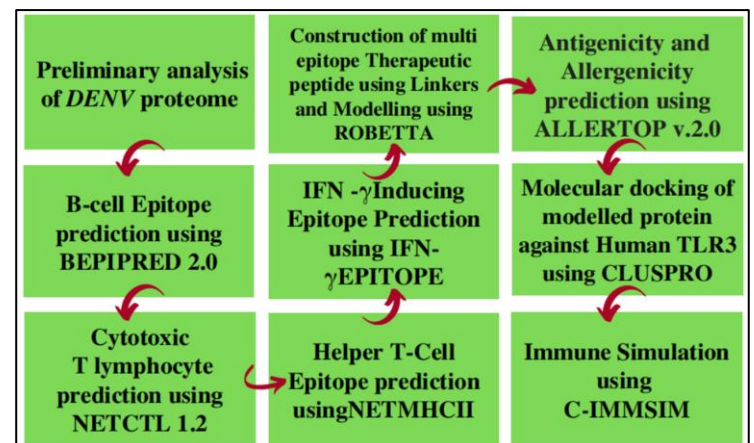 Preliminary analysis
of DENV proteome
B-cell Epitope
prediction using
BEPIPRED 2.0
Cytotoxic
T lymphocyte
prediction using
NETCTL 1.2
Helper T-Cell
Epitope prediction
usingNETMHCII
IFN -γInducing
Epitope Prediction
using IFN-
γEPITOPE
Construction of multi
epitope Therapeutic
peptide using Linkers
and Modelling using
ROBETTA
Antigenicity and
Allergenicity
prediction using
ALLERTOP v.2.0
Molecular docking of
modelled protein
against Human TLR3
using CLUSPRO
Immune Simulation
using
C-IMMSIM